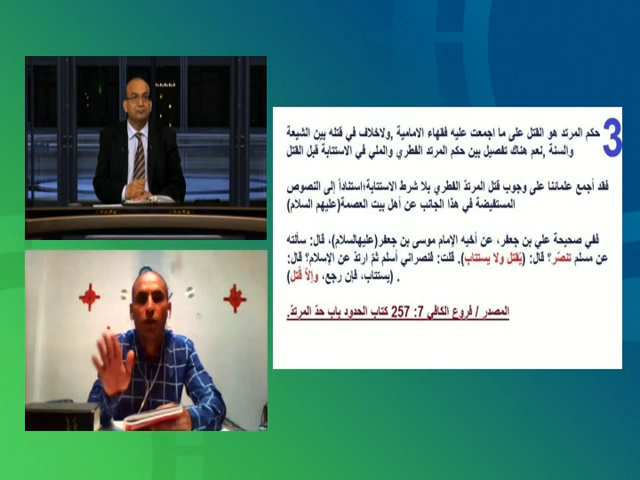 3
حكم المرتد هو القتل على ما اجمعت عليه فقهاء الامامية ,ولاخلاف في قتله بين الشيعة
والسنة ,نعم هناك تفصيل بين حكم المرتد الفطري والملي في الاستتابة قبل القتل
فقد أجمع علمائنا على وجوب قتل المرتدّ الفطري بلا شرط الاستتابة؛استناداً إلى النصوص
المستفيضة في هذا الجانب عن أهل بيت العصمة(عليهم السلام)
ففي صحيحة علي بن جعفر، عن أخيه الإمام موسى بن جعفر(عليهالسلام)، قال: سألته
عن مسلم تنصّر؟ قال: (يُقتل ولا يستتاب). قلت: فنصراني أسلم ثمّ ارتدّ عن الإسلام؟ قال:
(يستتاب، فإن رجع، وإلاّ قُتل) .
المصدر / فروع الكافي 7: 257 كتاب الحدود باب حدّ المرتدّ.